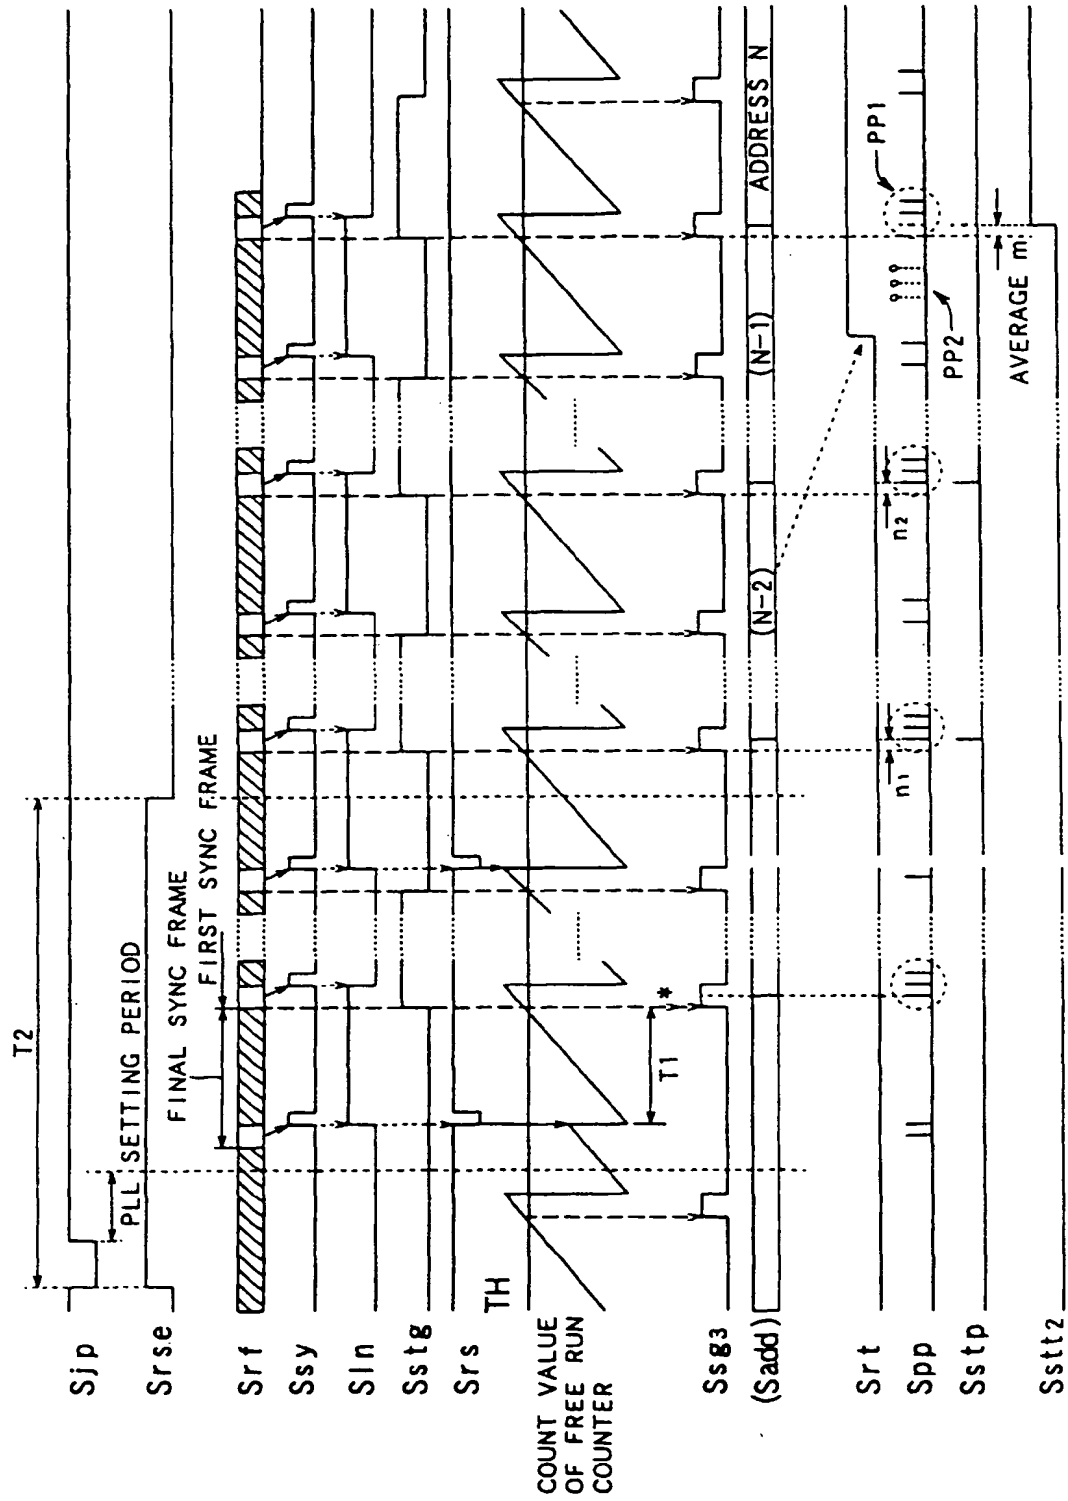 T2
PLL SETTING PERIOD
FINAL SYNC FRAME
FIRST SYNC FRAME
Sjp
Srse
Srf
Ssy
Sln
Sstg
Srs
TH
COUNT VALUE
OF FREE RUN
COUNTER
T1
*
Ssg3
(Sadd)
(N-2)
(N-1)
ADDRESS N
Srt
Spp
n1
n2
PP2
PP1
Sstp
AVERAGE m
Sstt2